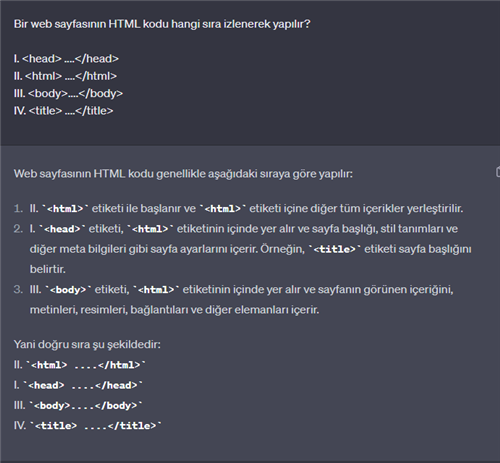 Bir web sayfasının HTML kodu hangi sıra izlenerek yapılır?
I. <head> ....</head>
II. <html> ....</html>
III. <body>....</body>
IV. <title> ....</title>
Web sayfasının HTML kodu genellikle aşağıdaki sıraya göre yapılır:
1. II. `<html>` etiketi ile başlanır ve `<html>` etiketi içine diğer tüm içerikler yerleştirilir.
2. I. `<head>` etiketi, `<html>` etiketinin içinde yer alır ve sayfa başlığı, stil tanımları ve
diğer meta bilgileri gibi sayfa ayarlarını içerir. Örneğin, `<title>` etiketi sayfa başlığını
belirtir.
3. III. `<body>` etiketi, `<html>` etiketinin içinde yer alır ve sayfanın görünen içeriğini,
metinleri, resimleri, bağlantıları ve diğer elemanları içerir.
Yani doğru sıra şu şekildedir:
II. `<html> ....</html>`
I. `<head> ....</head>`
III. `<body>....</body>`
IV. `<title> ....</title>`